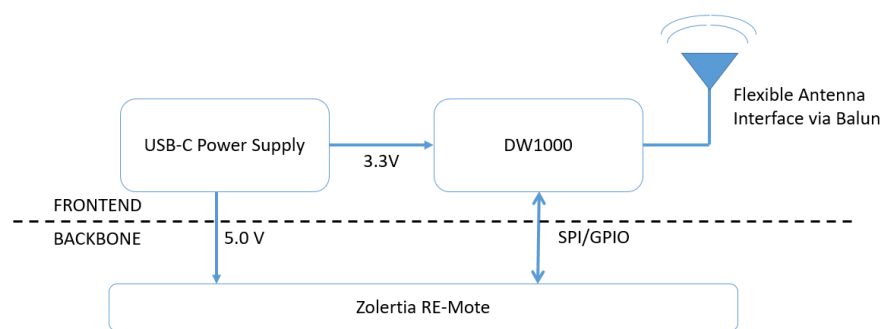 Flexible Antenna
Interface via Balun
USB-C Power Supply
DW1000
3.3V
FRONTEND
BACKBONE
5.0 V
SPI/GPIO
Zolertia RE-Mote